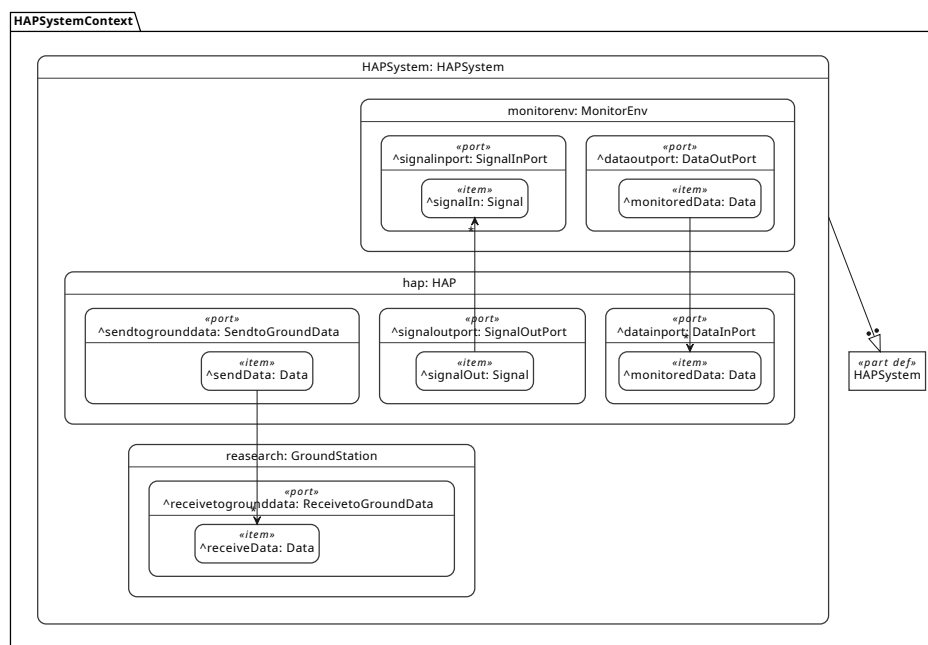 HAPSystemContext
HAPSystem: HAPSystem
monitorenv: MonitorEnv
«port»
^signalinport: SignalInPort
«item»
^signalIn: Signal
*
«port»
^dataoutport: DataOutPort
«item»
^monitoredData: Data
hap: HAP
«port»
^sendtogrounddata: SendtoGroundData
«item»
^sendData: Data
«port»
^signaloutport: SignalOutPort
«item»
^signalOut: Signal
«port»
^datainport: DataInPort
*
«item»
^monitoredData: Data
«part def»
HAPSystem
reasearch: GroundStation
«port»
^receivetogrounddata: ReceivetoGroundData
*
«item»
^receiveData: Data